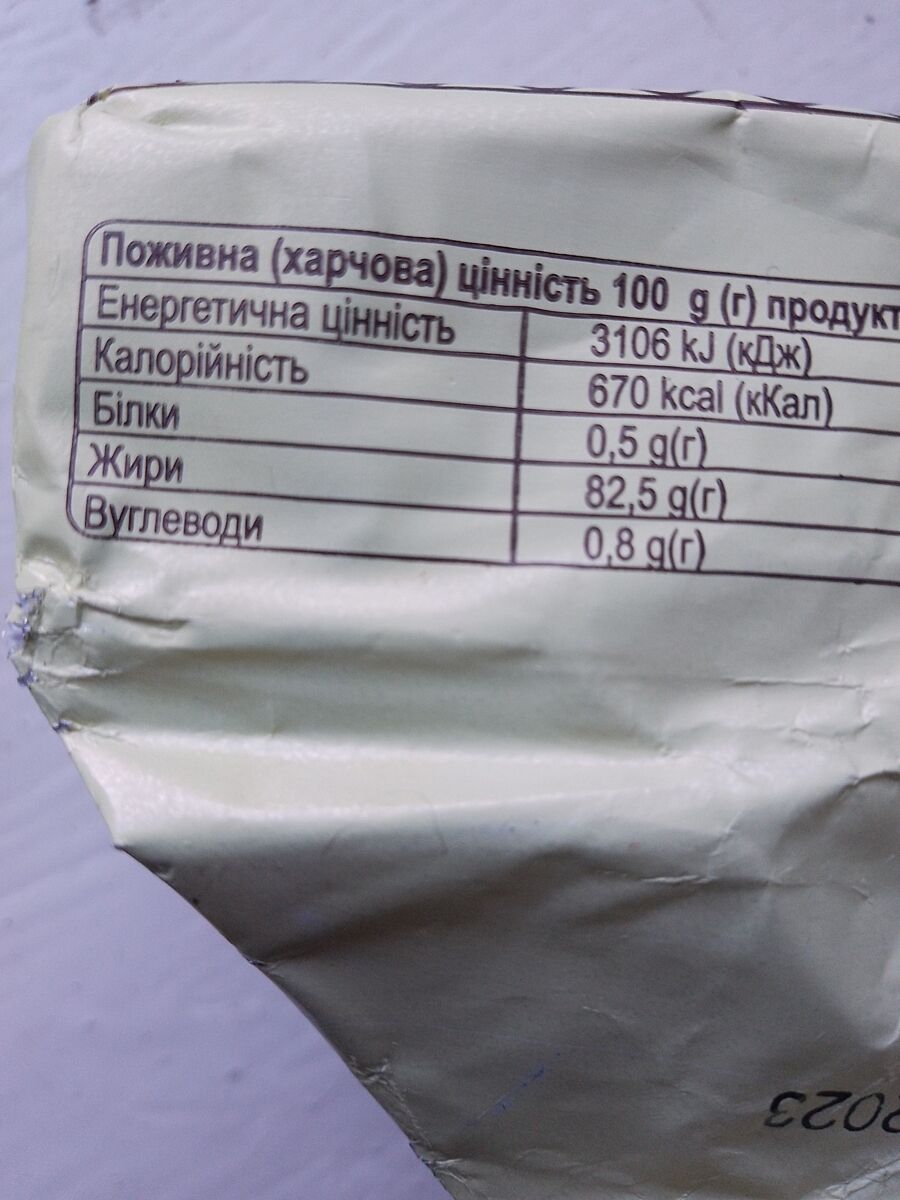 Поживна (харчова) цінність 100 g (г) продукт
Енергетична цінність 3106 kJ (кДж)
Калорійність 670 kcal (кКал)
Білки 0,5 g(г)
Жири 82,5 g(г)
Вуглеводи 0,8 g(г)
2023